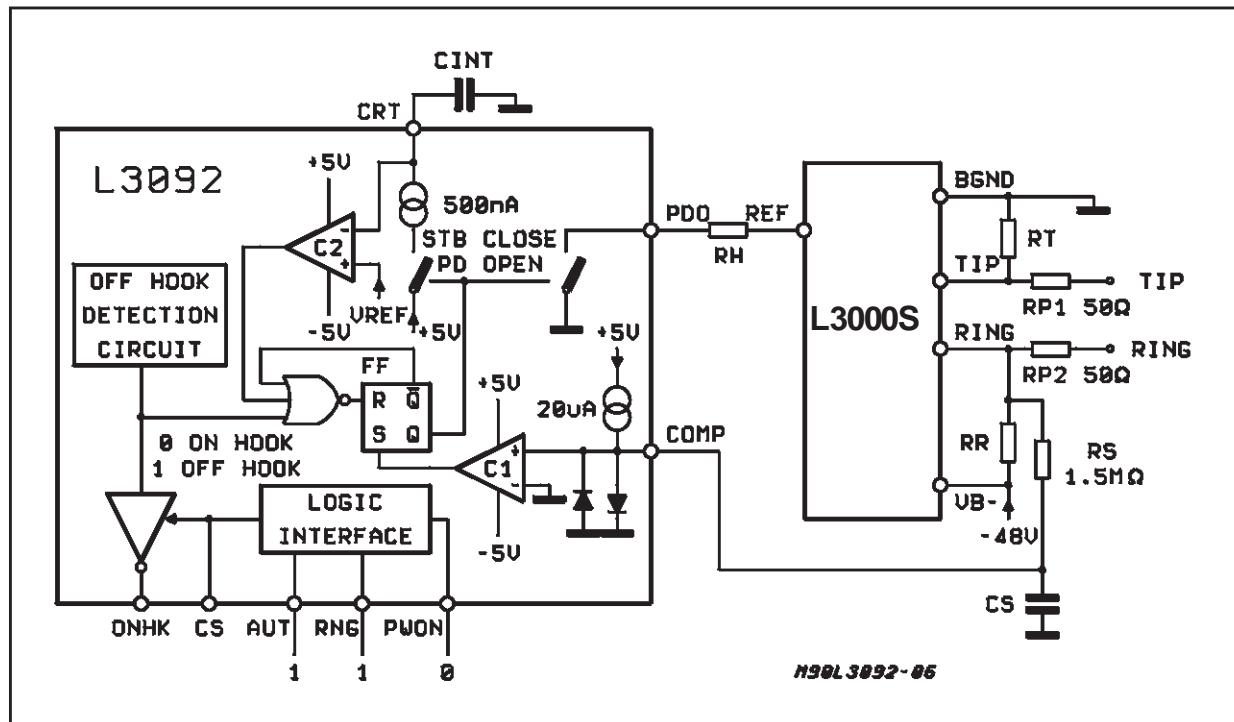 CINT
CRT
L3092
+5V
500nA
C2
-
+
STB CLOSE
PD OPEN
VREF
+5V
-5V
OFF HOOK
DETECTION
CIRCUIT
FF
R Q̅
S Q
0 ON HOOK
1 OFF HOOK
+5V
C1
+
-
-5V
+5V
20uA
COMP
LOGIC
INTERFACE
ONHK CS AUT RNG PWON
1 1 0
PDO REF
RH
L3000S
BGND
RT
TIP
TIP
RP1 50Ω
RING
RING
RP2 50Ω
RR
RS
1.5MΩ
VB-
-48V
CS
M90L3092-06